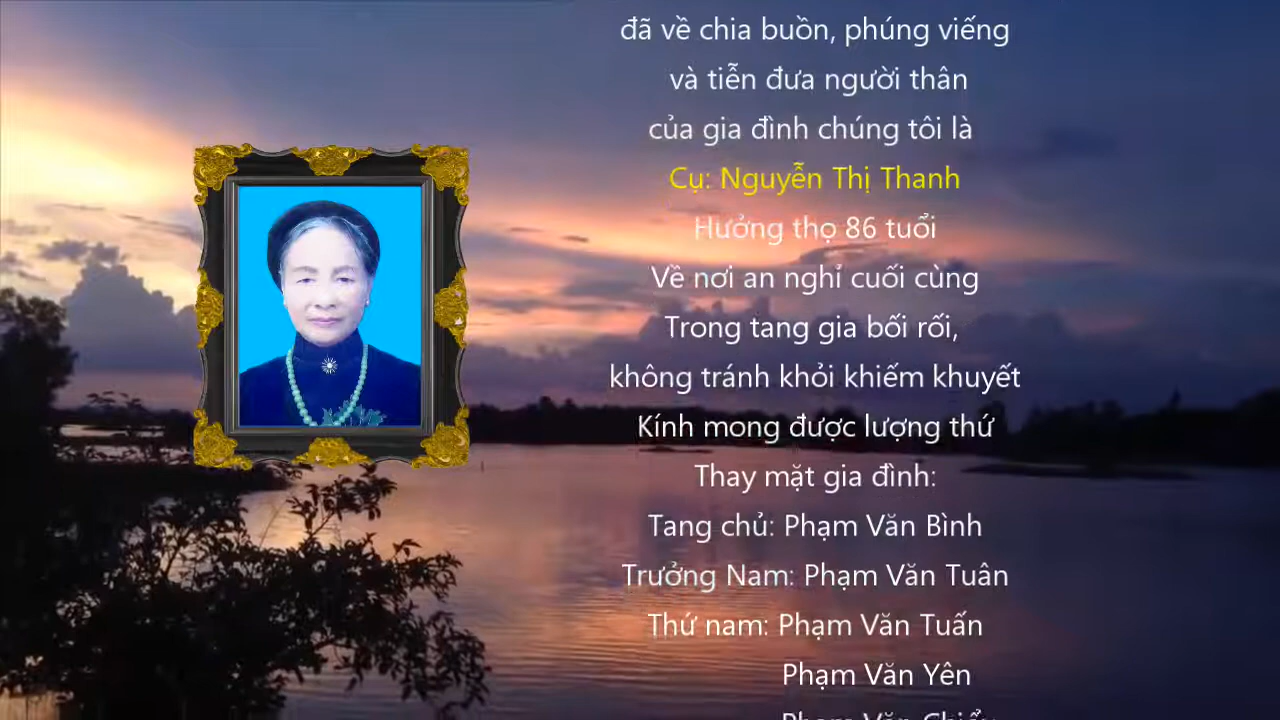 đã về chia buồn, phúng viếng
và tiễn đưa người thân
của gia đình chúng tôi là
Cụ: Nguyễn Thị Thanh
Hưởng thọ 86 tuổi
Về nơi an nghỉ cuối cùng
Trong tang gia bối rối,
không tránh khỏi khiếm khuyết
Kính mong được lượng thứ
Thay mặt gia đình:
Tang chủ: Phạm Văn Bình
Trưởng Nam: Phạm Văn Tuân
Thứ nam: Phạm Văn Tuấn
Phạm Văn Yên
Phạm Văn